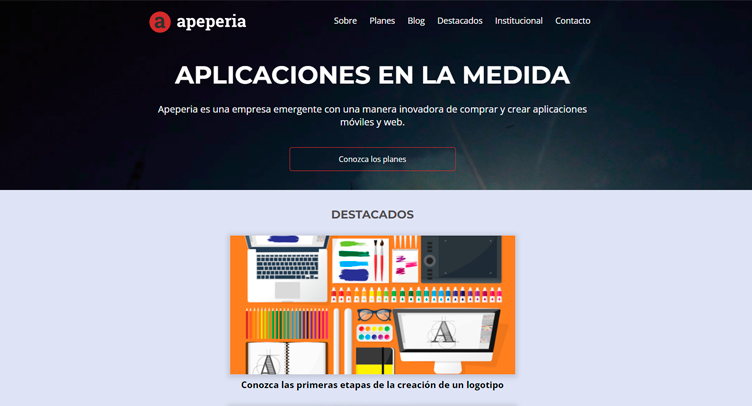 a apeperia
Sobre Planes Blog Destacados Institucional Contacto
APLICACIONES EN LA MEDIDA
Apeperia es una empresa emergente con una manera inovadora de comprar y crear aplicaciones
móviles y web.
Conozca los planes
DESTACADOS
A
A
Conozca las primeras etapas de la creación de un logotipo